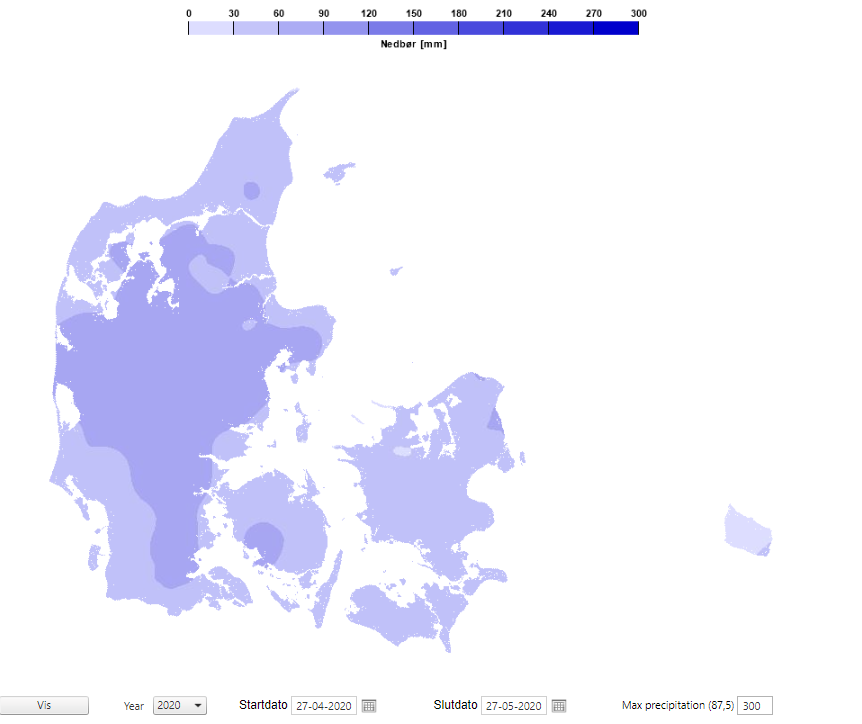 0 30 60 90 120 150 180 210 240 270 300
Nedbør [mm]
Vis Year 2020 Startdato 27-04-2020 Slutdato 27-05-2020 Max precipitation (87,5) 300